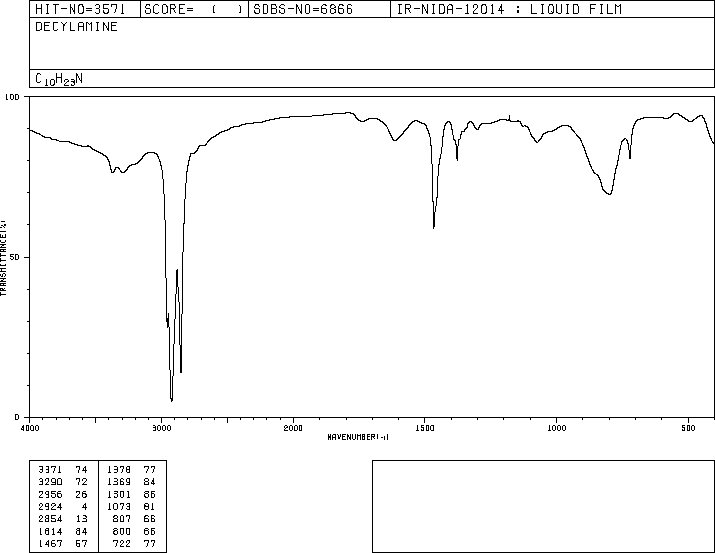 HIT-NO=3571 SCORE= ( ) SDBS-NO=6866 IR-NIDA-12014 : LIQUID FILM
DECYLAMINE
C10H23N
100
50
0
TRANSMITTANCE(%)
4000 3000 2000 1500 1000 500
WAVENUMBER(-1)
3371 74 1378 77
3290 72 1369 84
2956 26 1301 86
2924 4 1073 81
2854 13 807 66
1614 84 800 66
1467 57 722 77